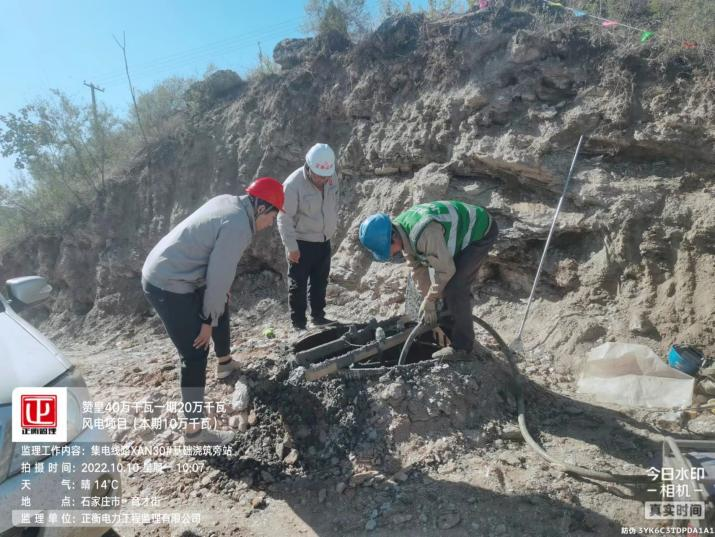 正衡监理
赞皇40万千瓦一期20万千瓦
风电项目（本期10万千瓦）
监理工作内容：集电线路XAN30#基础浇筑旁站
拍摄时间：2022.10.10 星期一 10:07
天气：晴 14℃
地点：石家庄市·育才街
监理单位：正衡电力工程监理有限公司
今日水印
相机
真实时间
防伪 3YK6C3TDPDA1A1